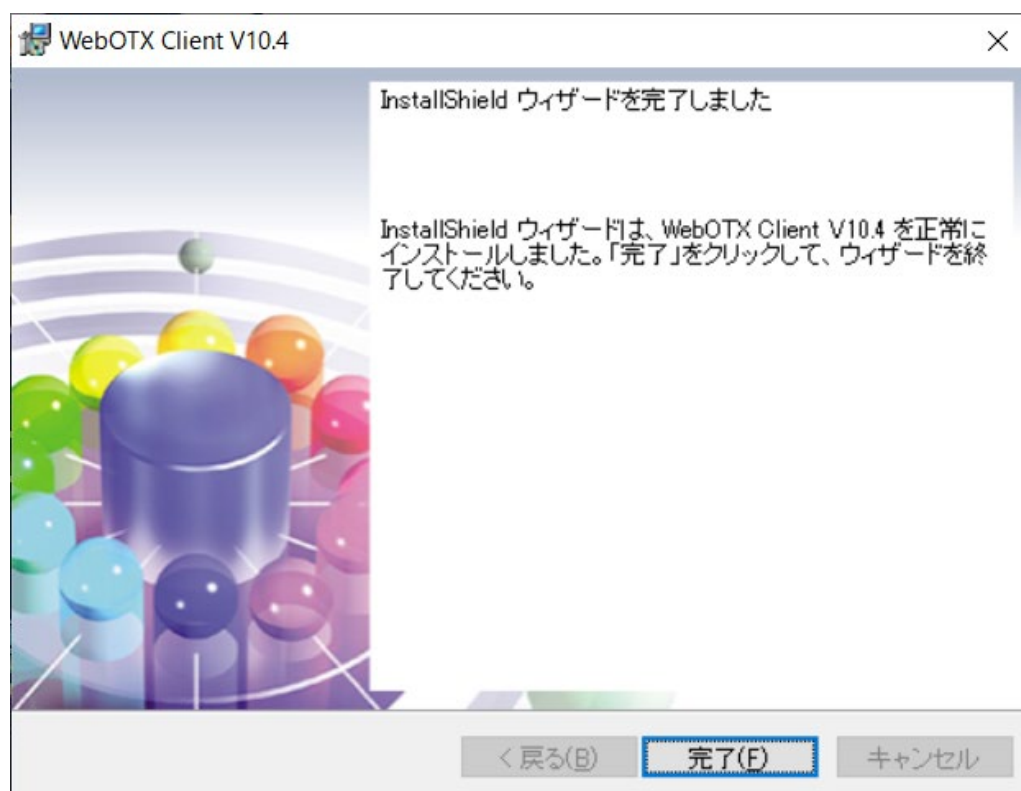 WebOTX Client V10.4
InstallShield ウィザードを完了しました
InstallShield ウィザードは、WebOTX Client V10.4 を正常に
インストールしました。「完了」をクリックして、ウィザードを終
了してください。
< 戻る(B)
完了(F)
キャンセル